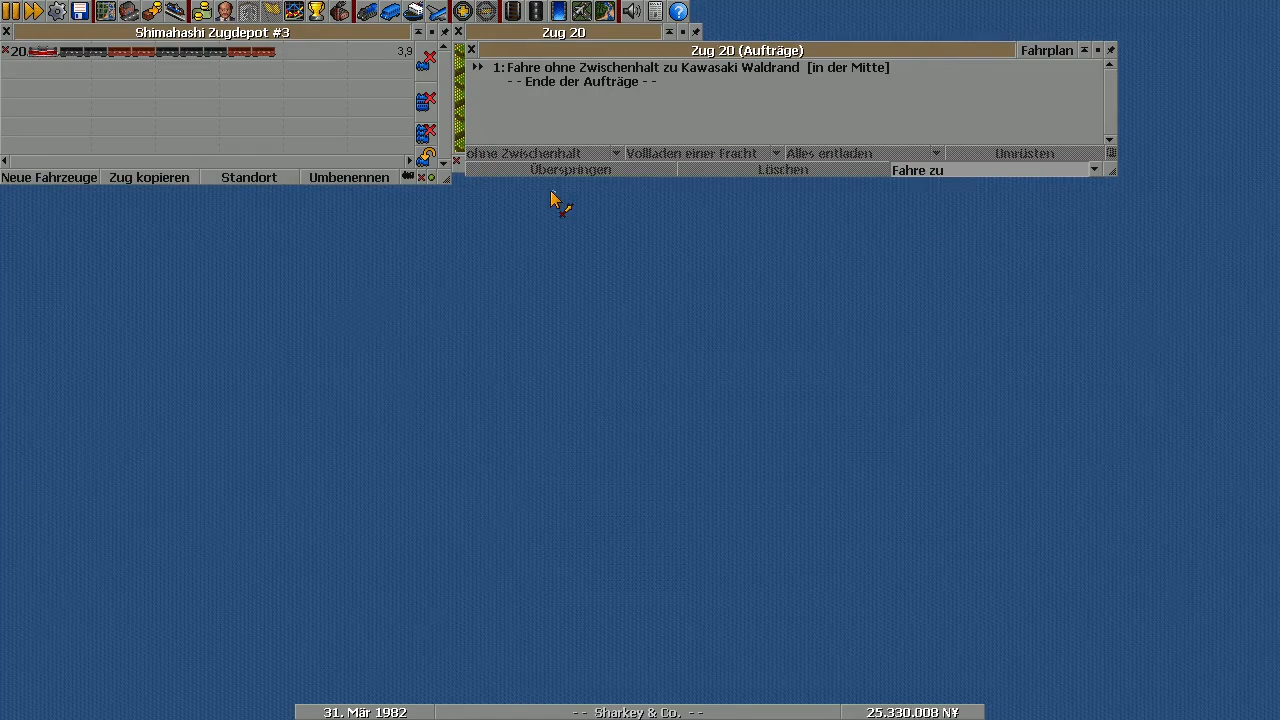 Shimahashi Zugdepot #3
20
3,9
Neue Fahrzeuge
Zug kopieren
Standort
Umbenennen
Zug 20
Zug 20 (Aufträge)
Fahrplan
1: Fahre ohne Zwischenhalt zu Kawasaki Waldrand [in der Mitte]
- - Ende der Aufträge - -
ohne Zwischenhalt
Vollladen einer Fracht
Alles entladen
Umrüsten
Überspringen
Löschen
Fahre zu
31. Mär 1982
- - Sharkey & Co. - -
25.330.008 N¥